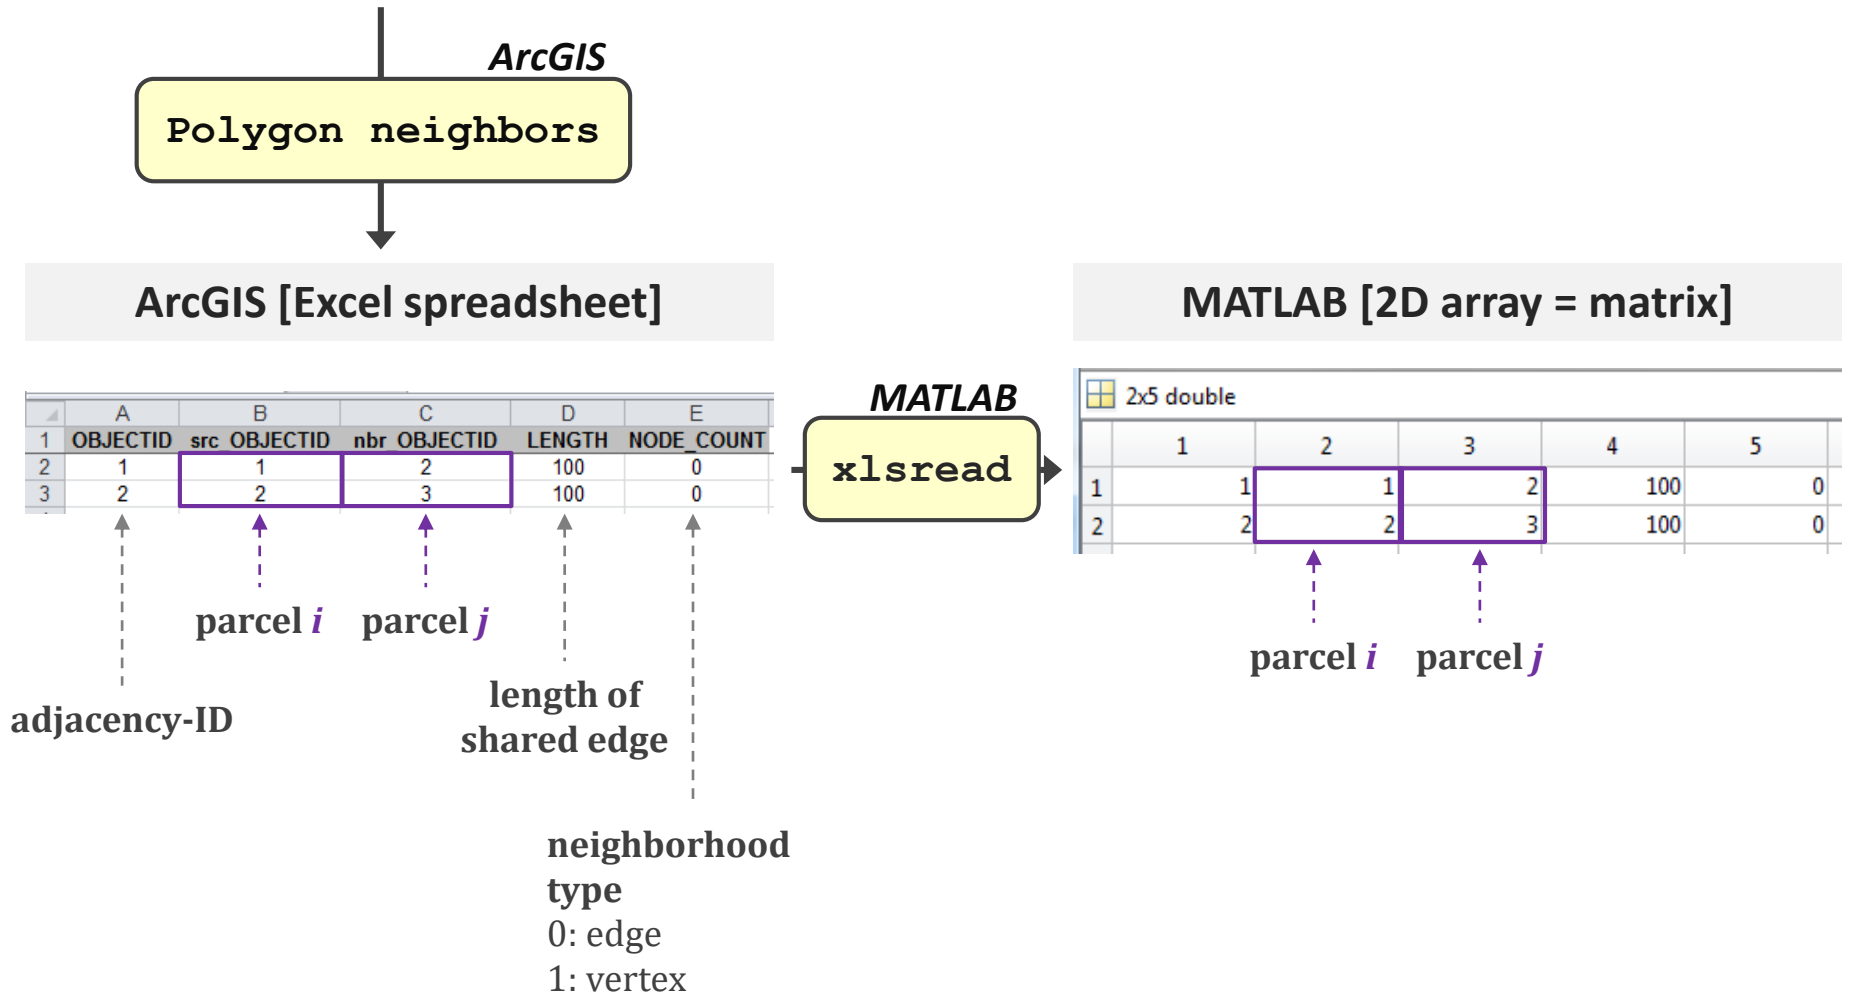 ArcGIS
Polygon neighbors
ArcGIS [Excel spreadsheet]
MATLAB [2D array = matrix]
A B C D E
1 OBJECTID src_OBJECTID nbr_OBJECTID LENGTH NODE_COUNT
2 1 1 2 100 0
3 2 2 3 100 0
MATLAB
xlsread
2x5 double
1 2 3 4 5
1 1 1 2 100 0
2 2 2 3 100 0
parcel i parcel j
parcel i parcel j
adjacency-ID
length of
shared edge
neighborhood
type
0: edge
1: vertex